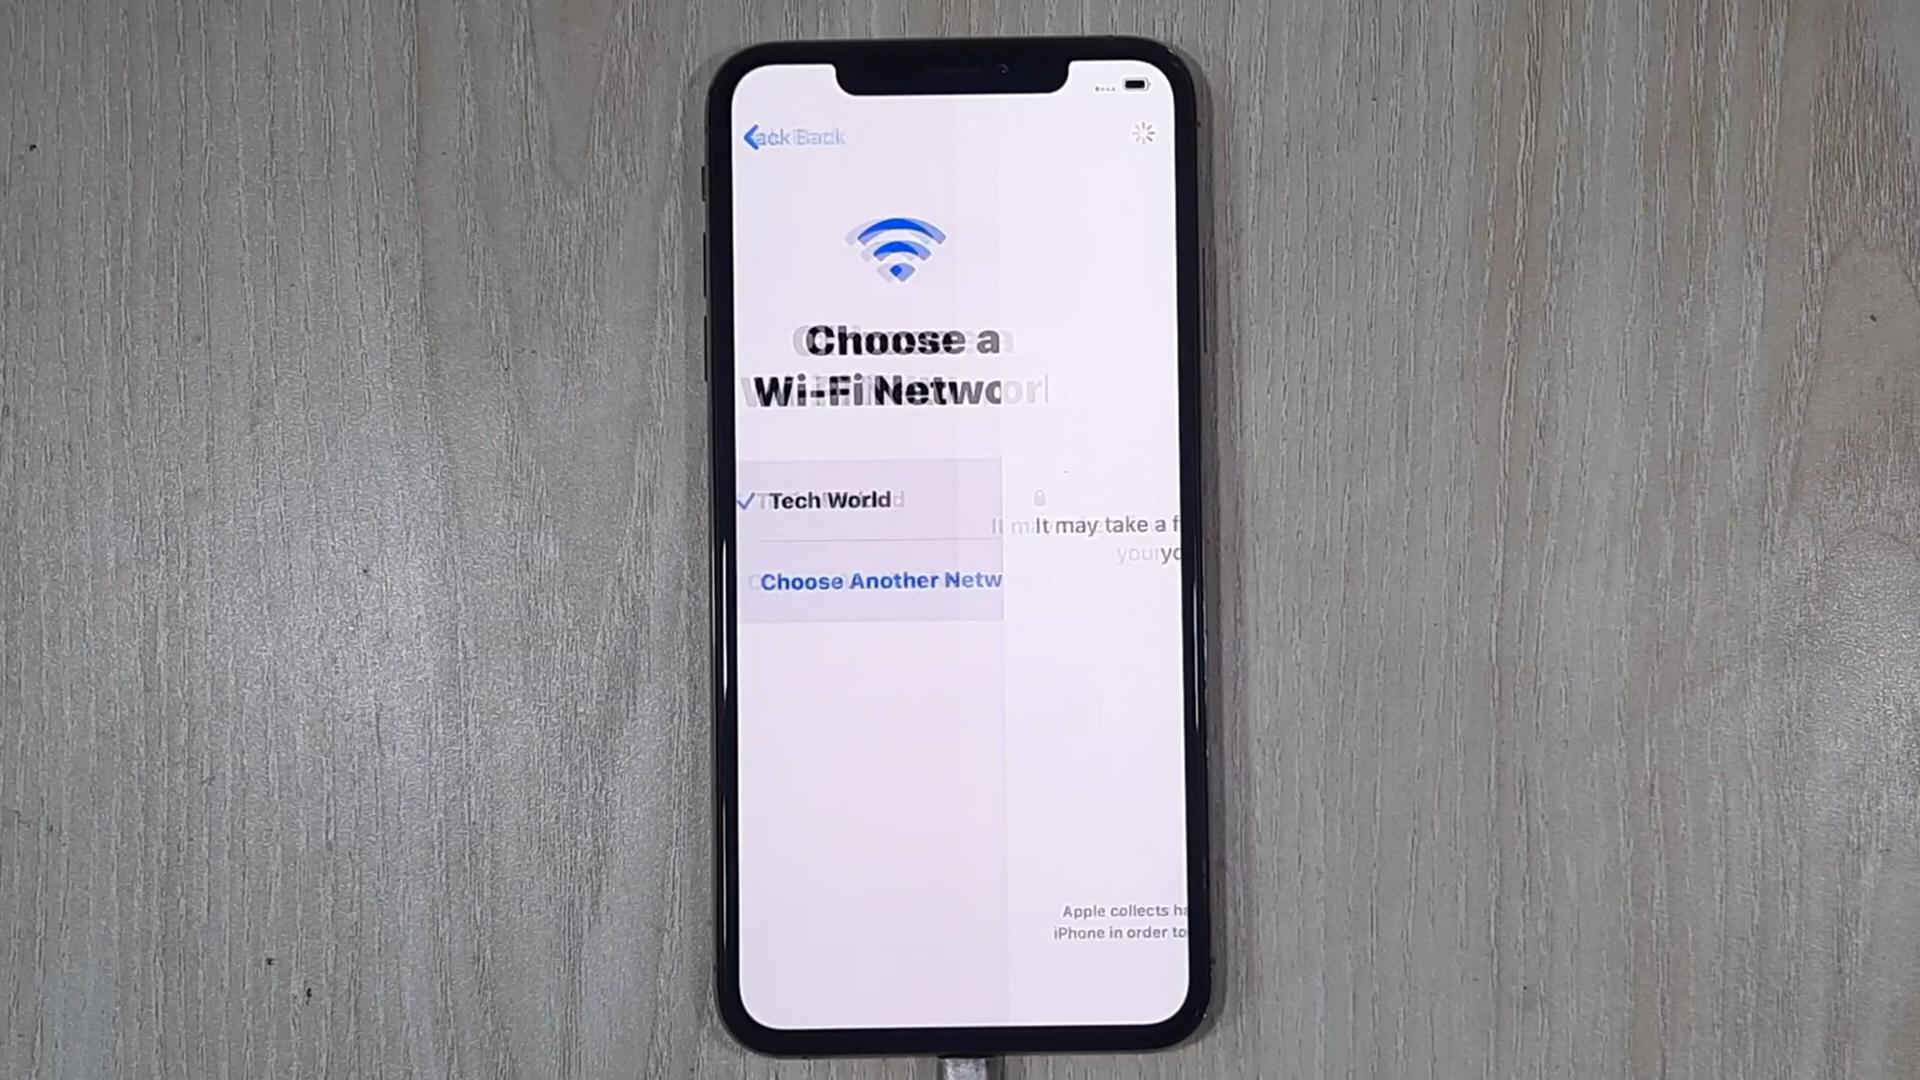 Back
Choose a
Wi-Fi Netwo
Tech World
It may take a f
Choose Another Netw
Apple collects ha
iPhone in order to